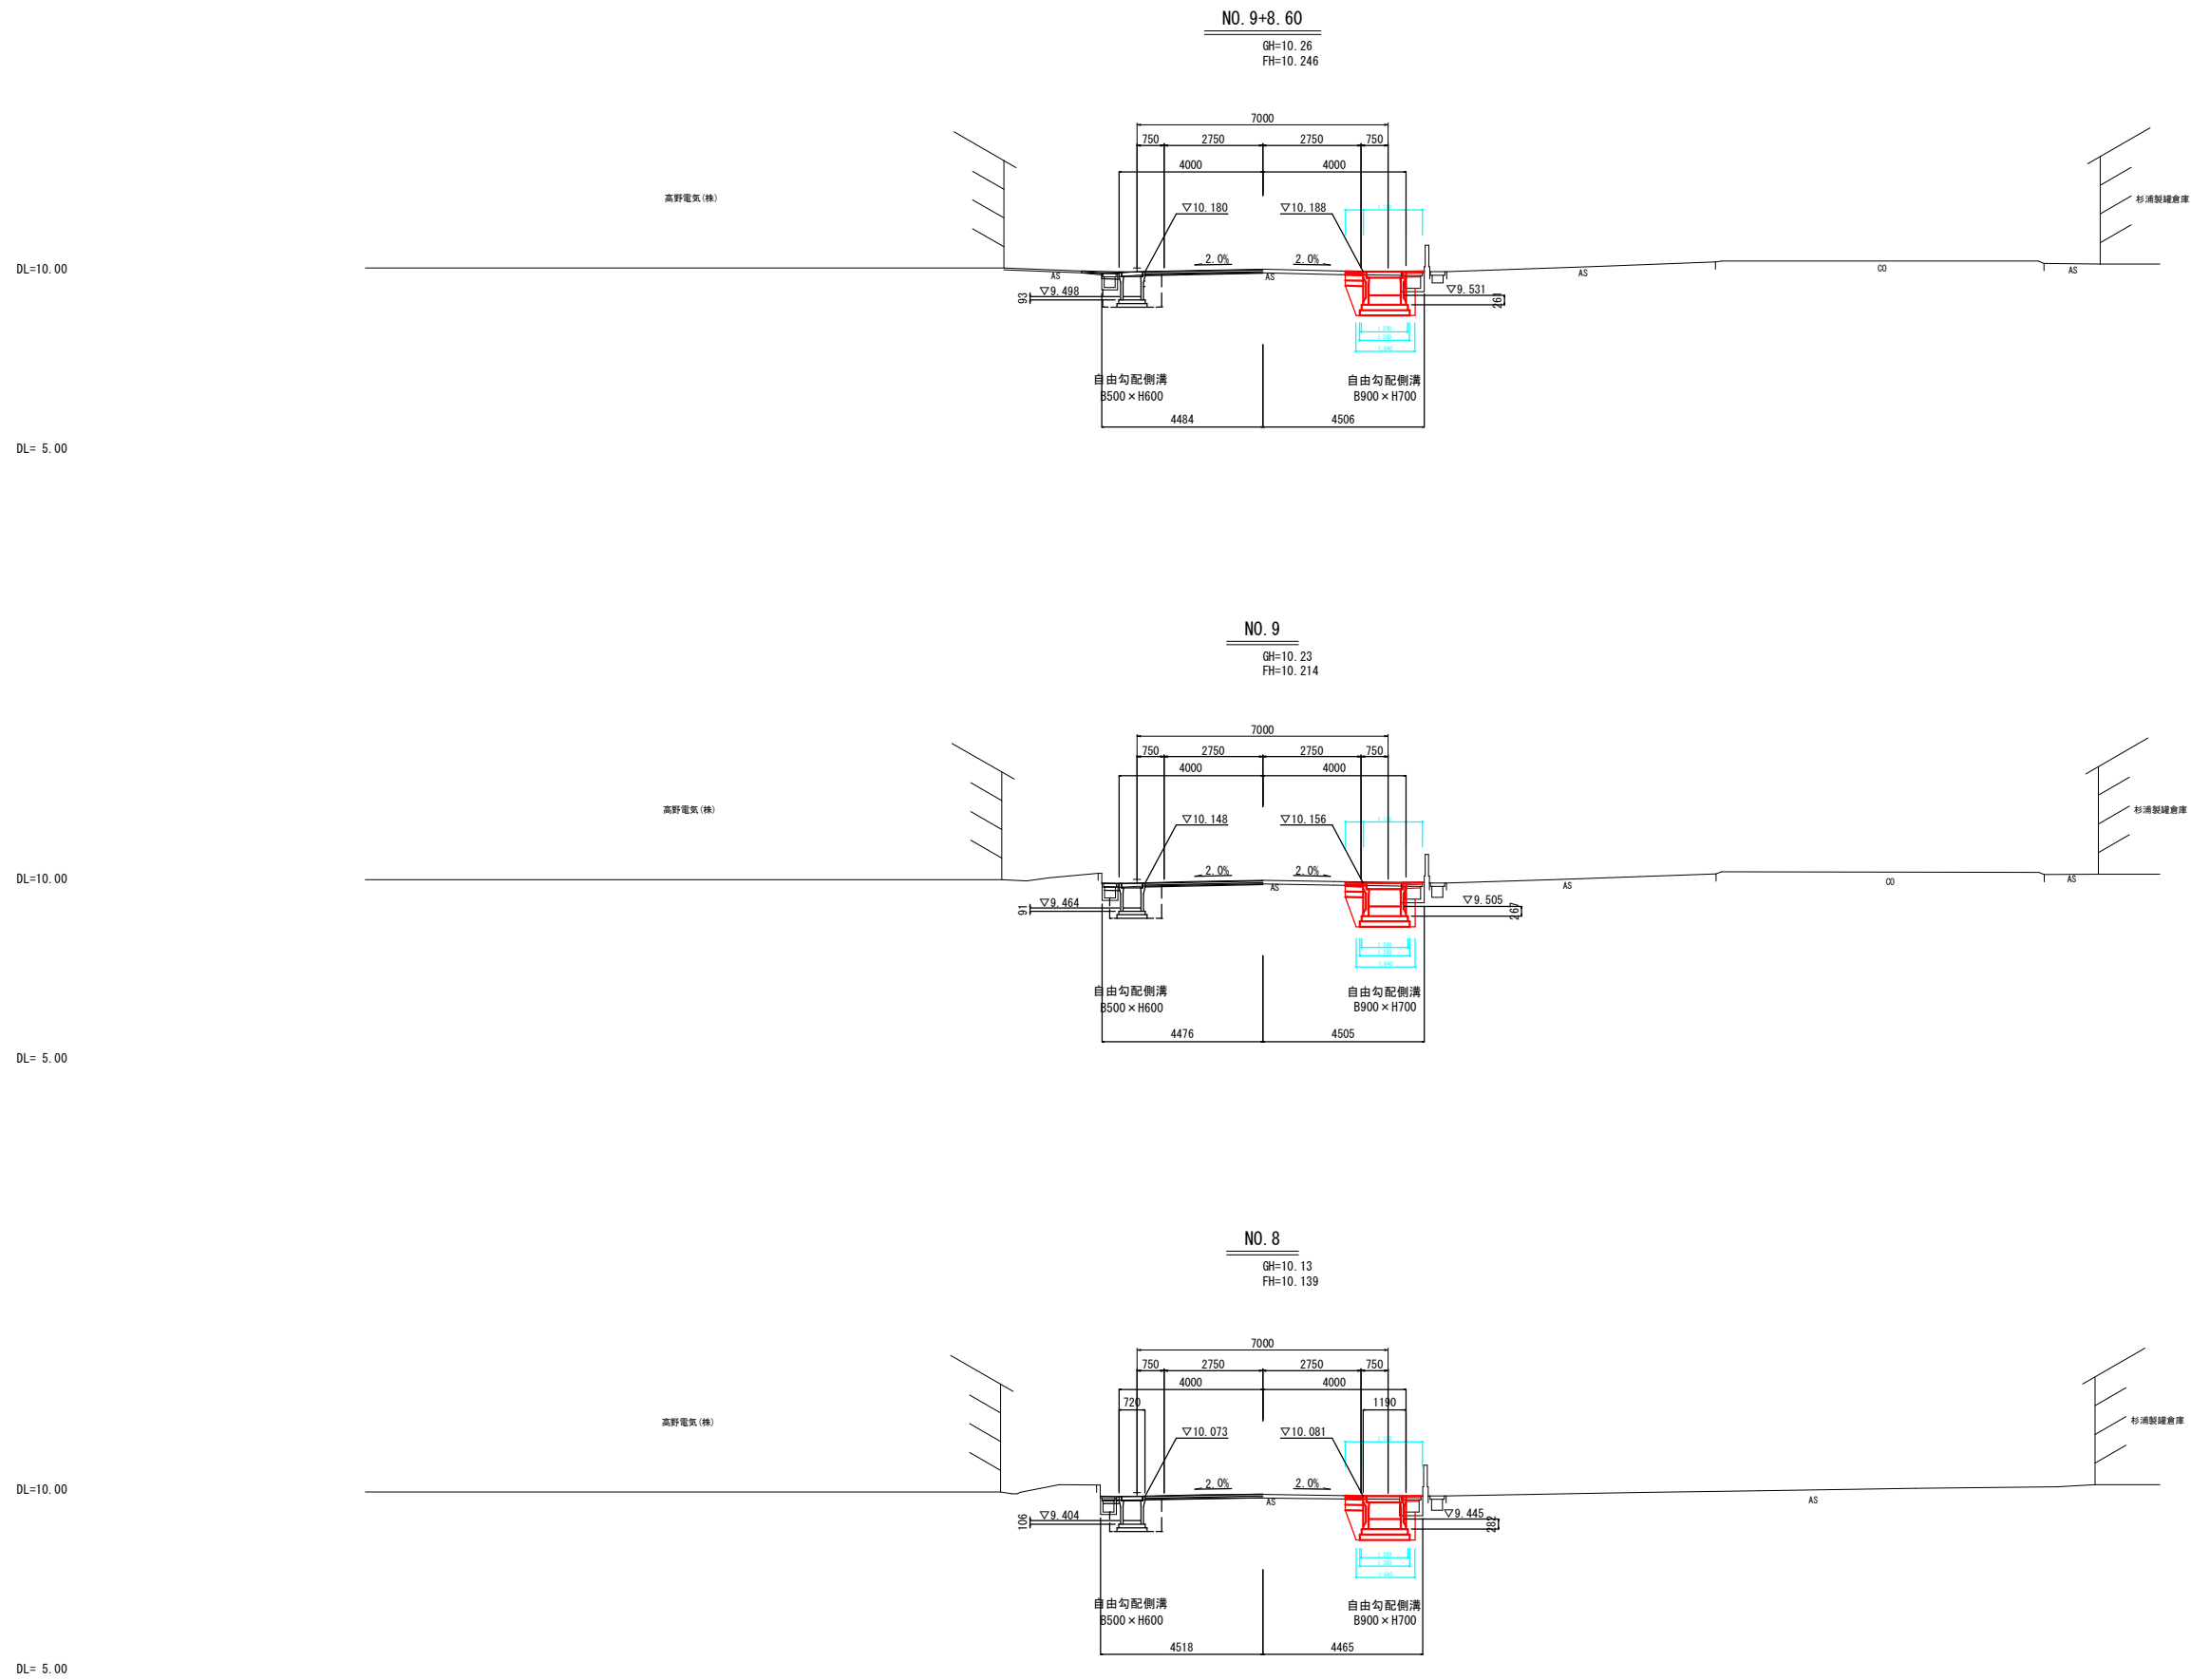 NO.9+8.60
GH=10.26
FH=10.246
7000
750 2750 2750 750
4000 4000
高野電気(株)
杉浦製罐倉庫
▽10.180 ▽10.188
2.0% 2.0%
DL=10.00
AS AS AS CO AS
93 ▽9.498 ▽9.531 261
自由勾配側溝 自由勾配側溝
B500×H600 B900×H700
4484 4506
DL= 5.00
NO.9
GH=10.23
FH=10.214
7000
750 2750 2750 750
4000 4000
高野電気(株)
杉浦製罐倉庫
▽10.148 ▽10.156
2.0% 2.0%
DL=10.00
AS AS CO AS
91 ▽9.464 ▽9.505 267
自由勾配側溝 自由勾配側溝
B500×H600 B900×H700
4476 4505
DL= 5.00
NO.8
GH=10.13
FH=10.139
7000
750 2750 2750 750
4000 4000
720 1190
高野電気(株)
杉浦製罐倉庫
▽10.073 ▽10.081
2.0% 2.0%
DL=10.00
AS AS
106 ▽9.404 ▽9.445 282
自由勾配側溝 自由勾配側溝
B500×H600 B900×H700
4518 4465
DL= 5.00